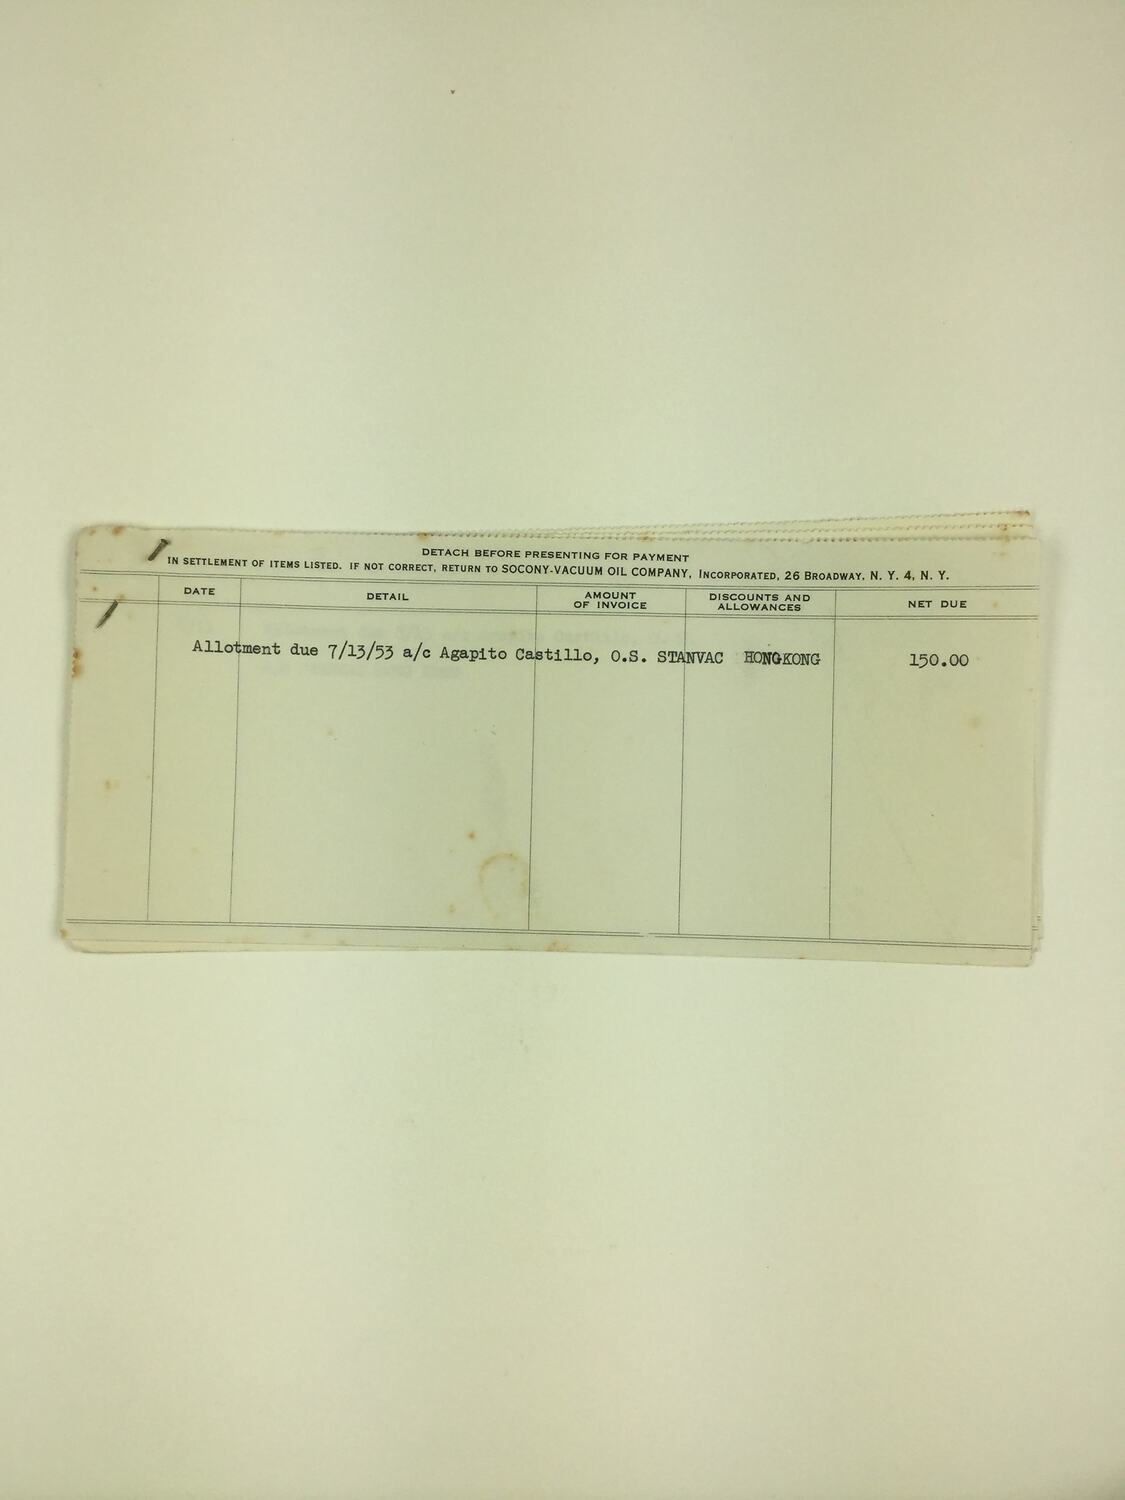 DETACH BEFORE PRESENTING FOR PAYMENT
IN SETTLEMENT OF ITEMS LISTED. IF NOT CORRECT, RETURN TO SOCONY-VACUUM OIL COMPANY, INCORPORATED, 26 BROADWAY, N. Y. 4, N. Y.
DATE DETAIL AMOUNT OF INVOICE DISCOUNTS AND ALLOWANCES NET DUE
Allotment due 7/13/53 a/c Agapito Castillo, O.S. STANVAC HONGKONG 150.00